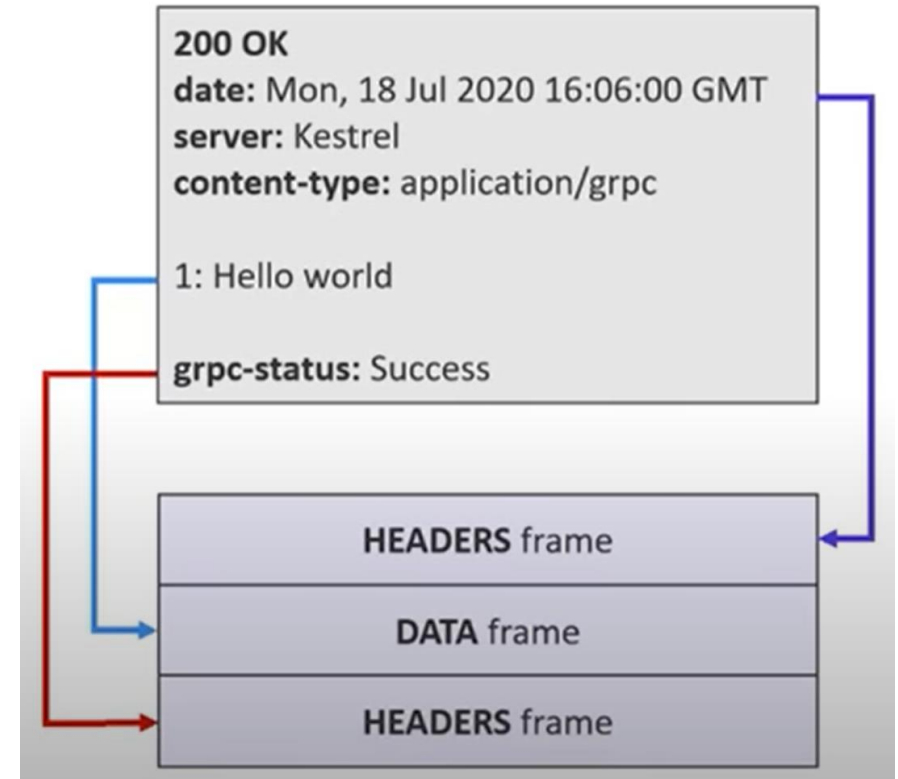 200 OK
date: Mon, 18 Jul 2020 16:06:00 GMT
server: Kestrel
content-type: application/grpc
1: Hello world
grpc-status: Success
HEADERS frame
DATA frame
HEADERS frame